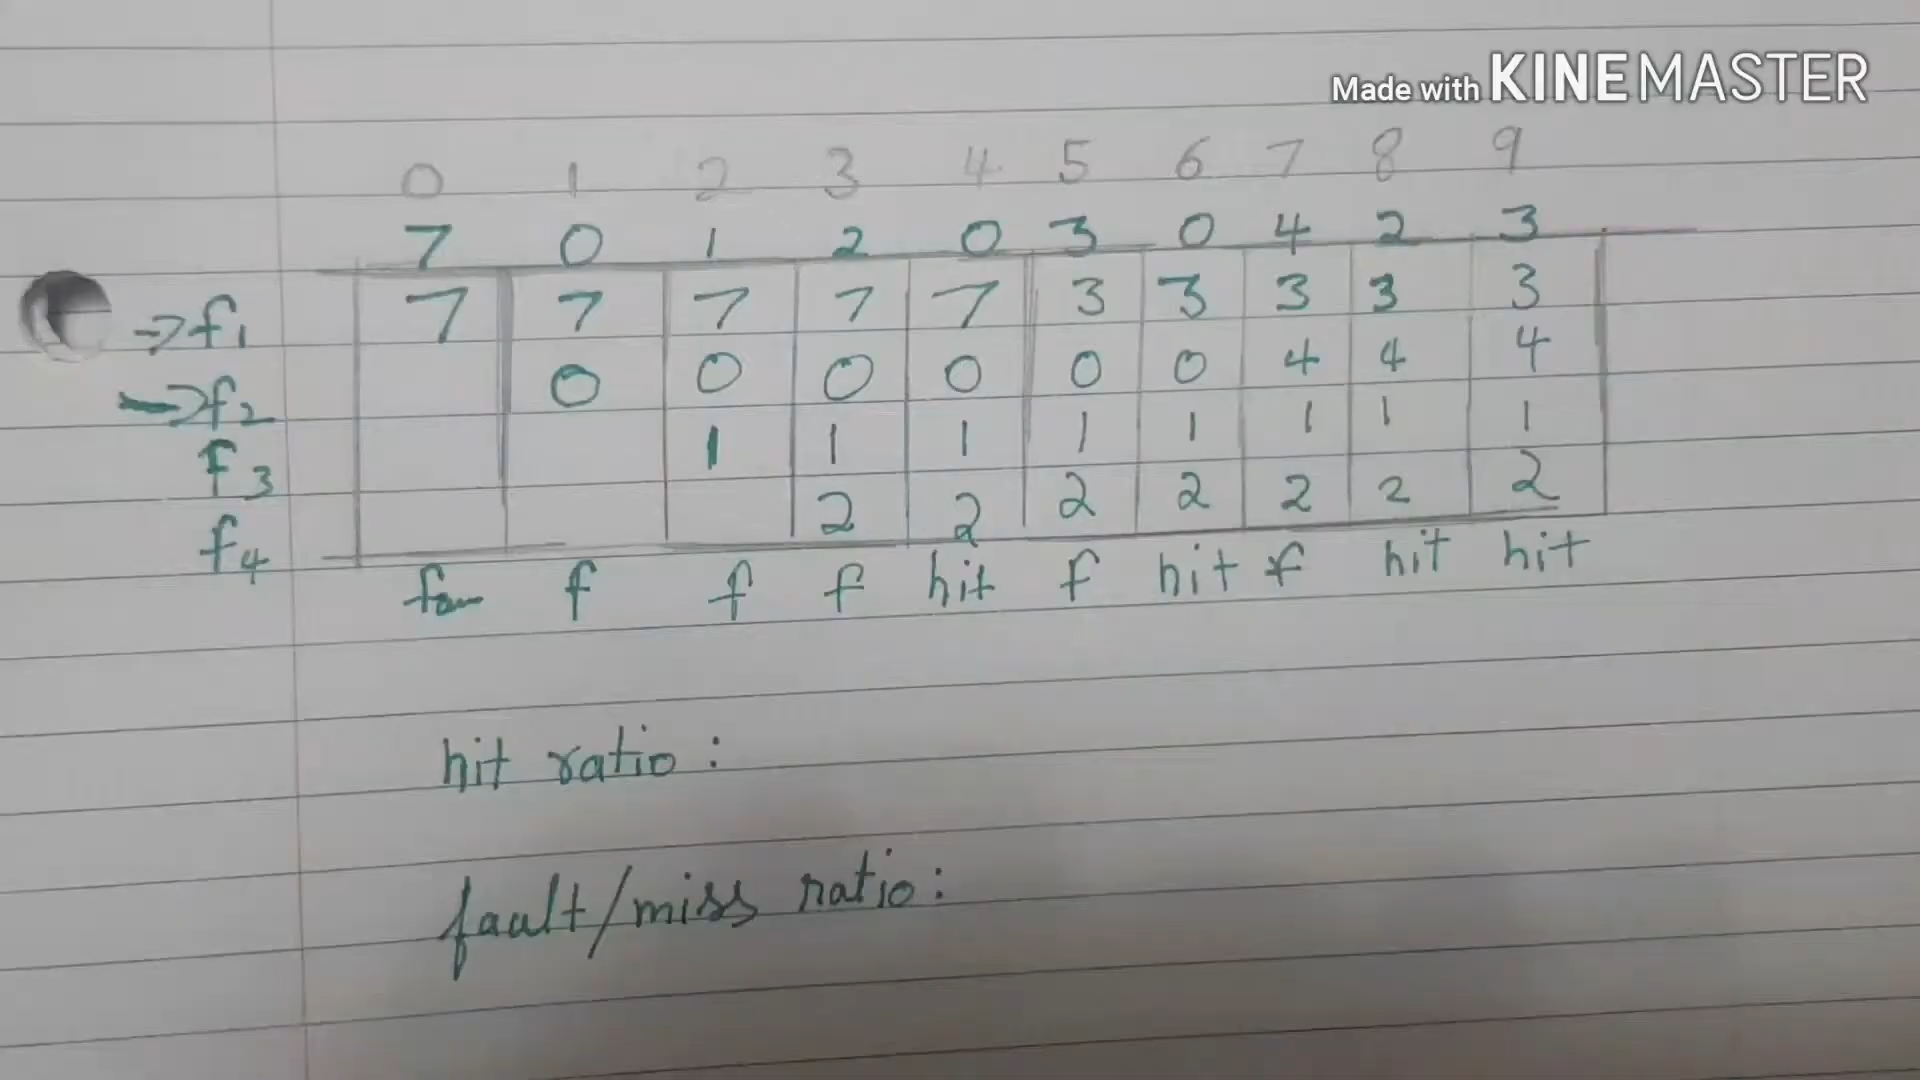 Made with KINEMASTER
0 1 2 3 4 5 6 7 8 9
7 0 1 2 0 3 0 4 2 3
→f1 7 7 7 7 7 3 3 3 3 3
→f2 0 0 0 0 0 0 4 4 4
f3 1 1 1 1 1 1 1 1
f4 2 2 2 2 2 2 2
f f f hit f hit f hit hit
hit ratio:
fault/miss ratio: